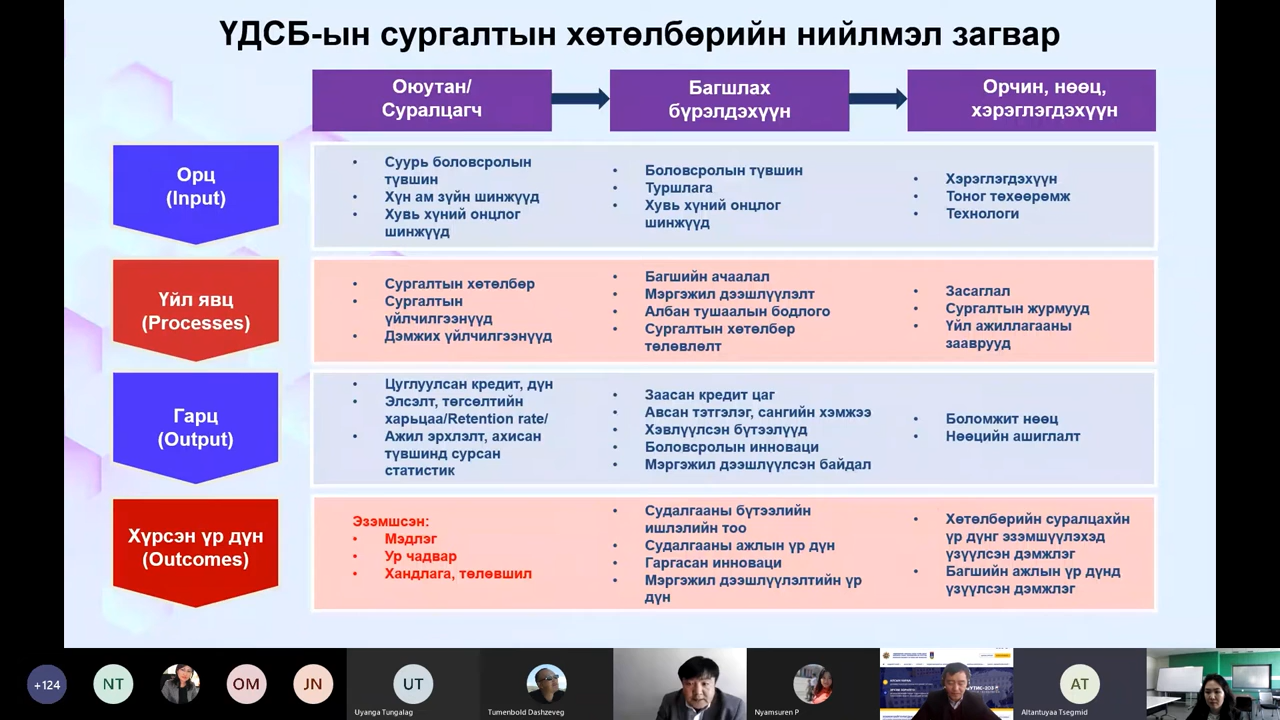 ҮДСБ-ын сургалтын хөтөлбөрийн нийлмэл загвар
Оюутан/
Суралцагч
Багшлах
бүрэлдэхүүн
Орчин, нөөц,
хэрэглэгдэхүүн
Орц
(Input)
• Суурь боловсролын
түвшин
• Хүн ам зүйн шинжүүд
• Хувь хүний онцлог
шинжүүд
• Боловсролын түвшин
• Туршлага
• Хувь хүний онцлог
шинжүүд
• Хэрэглэгдэхүүн
• Тоног төхөөрөмж
• Технологи
Үйл явц
(Processes)
• Сургалтын хөтөлбөр
• Сургалтын
үйлчилгээнүүд
• Дэмжих үйлчилгээнүүд
• Багшийн ачаалал
• Мэргэжил дээшлүүлэлт
• Албан тушаалын бодлого
• Сургалтын хөтөлбөр
төлөвлөлт
• Засаглал
• Сургалтын журмууд
• Үйл ажиллагааны
зааврууд
Гарц
(Output)
• Цуглуулсан кредит, дүн
• Элсэлт, төгсөлтийн
харьцаа/Retention rate/
• Ажил эрхлэлт, ахисан
түвшинд сурсан
статистик
• Заасан кредит цаг
• Авсан тэтгэлэг, сангийн хэмжээ
• Хэвлүүлсэн бүтээлүүд
• Боловсролын инноваци
• Мэргэжил дээшлүүлсэн байдал
• Боломжит нөөц
• Нөөцийн ашиглалт
Хүрсэн үр дүн
(Outcomes)
Эзэмшсэн:
• Мэдлэг
• Ур чадвар
• Хандлага, төлөвшил
• Судалгааны бүтээлийн
ишлэлийн тоо
• Судалгааны ажлын үр дүн
• Гаргасан инноваци
• Мэргэжил дээшлүүлэлтийн үр
дүн
• Хөтөлбөрийн суралцахйн
үр дүнг эзэмшүүлэхэд
үзүүлсэн дэмжлэг
• Багшийн ажлын үр дүнд
үзүүлсэн дэмжлэг
+124
NT
OM
JN
UT
Uyanga Tungalag
Tumenbold Dashzeveg
Nyamsuren P
AT
Altantuyaa Tsegmid